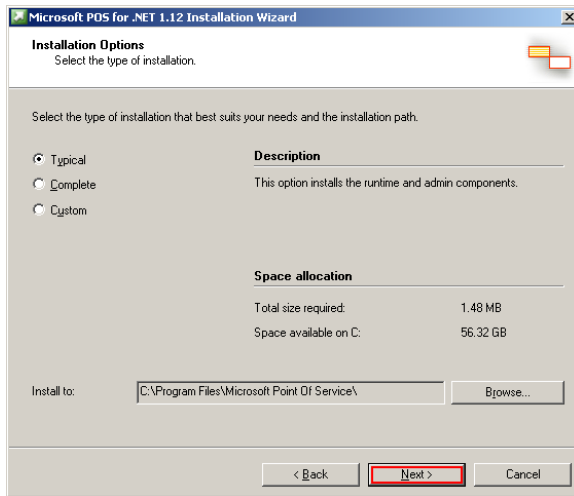 Microsoft POS for .NET 1.12 Installation Wizard
Installation Options
Select the type of installation.
Select the type of installation that best suits your needs and the installation path.
Typical
Complete
Custom
Description
This option installs the runtime and admin components.
Space allocation
Total size required: 1.48 MB
Space available on C: 56.32 GB
Install to: C:\Program Files\Microsoft Point Of Service\ Browse...
< Back Next > Cancel